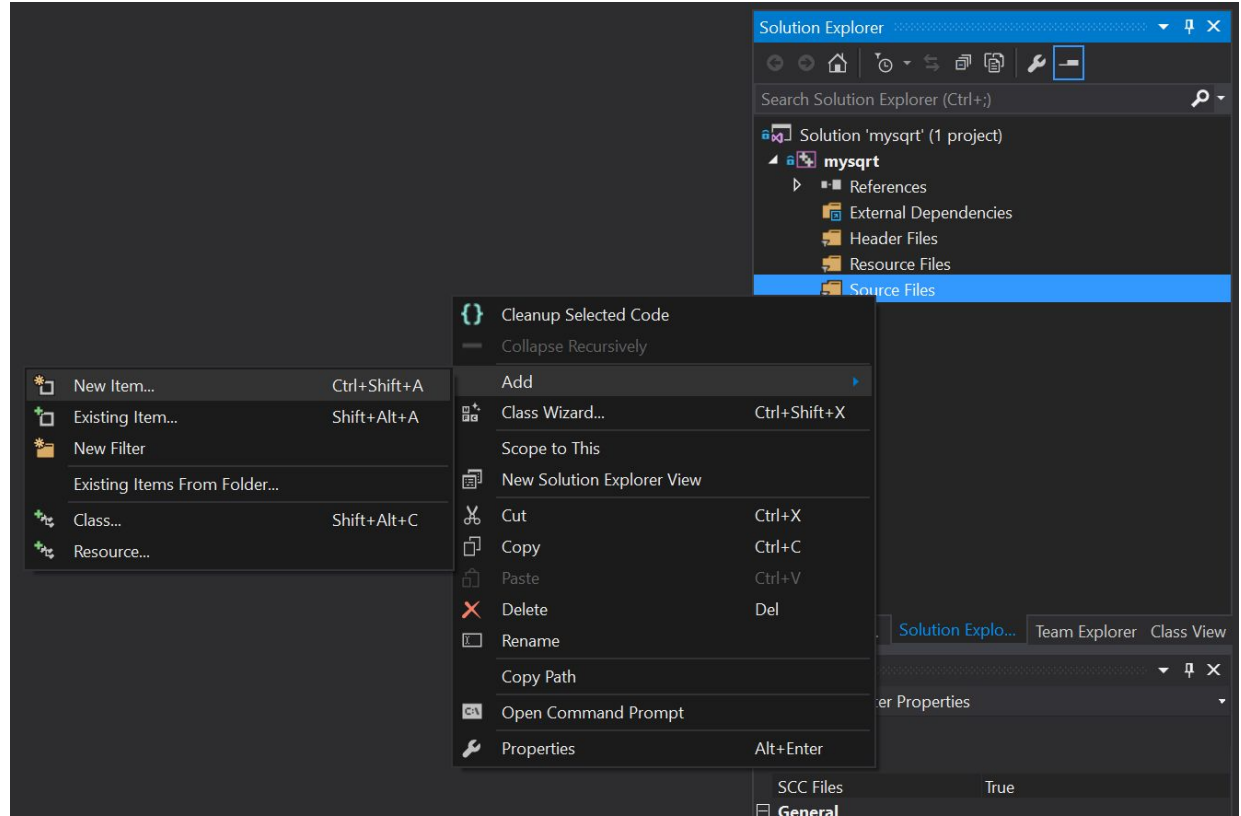 Solution Explorer
Search Solution Explorer (Ctrl+;)
Solution 'mysqrt' (1 project)
mysqrt
References
External Dependencies
Header Files
Resource Files
Source Files
Cleanup Selected Code
Collapse Recursively
Add
Class Wizard... Ctrl+Shift+X
Scope to This
New Solution Explorer View
Cut Ctrl+X
Copy Ctrl+C
Paste Ctrl+V
Delete Del
Rename
Copy Path
Open Command Prompt
Properties Alt+Enter
New Item... Ctrl+Shift+A
Existing Item... Shift+Alt+A
New Filter
Existing Items From Folder...
Class... Shift+Alt+C
Resource...
Solution Explo... Team Explorer Class View
er Properties
SCC Files True
General